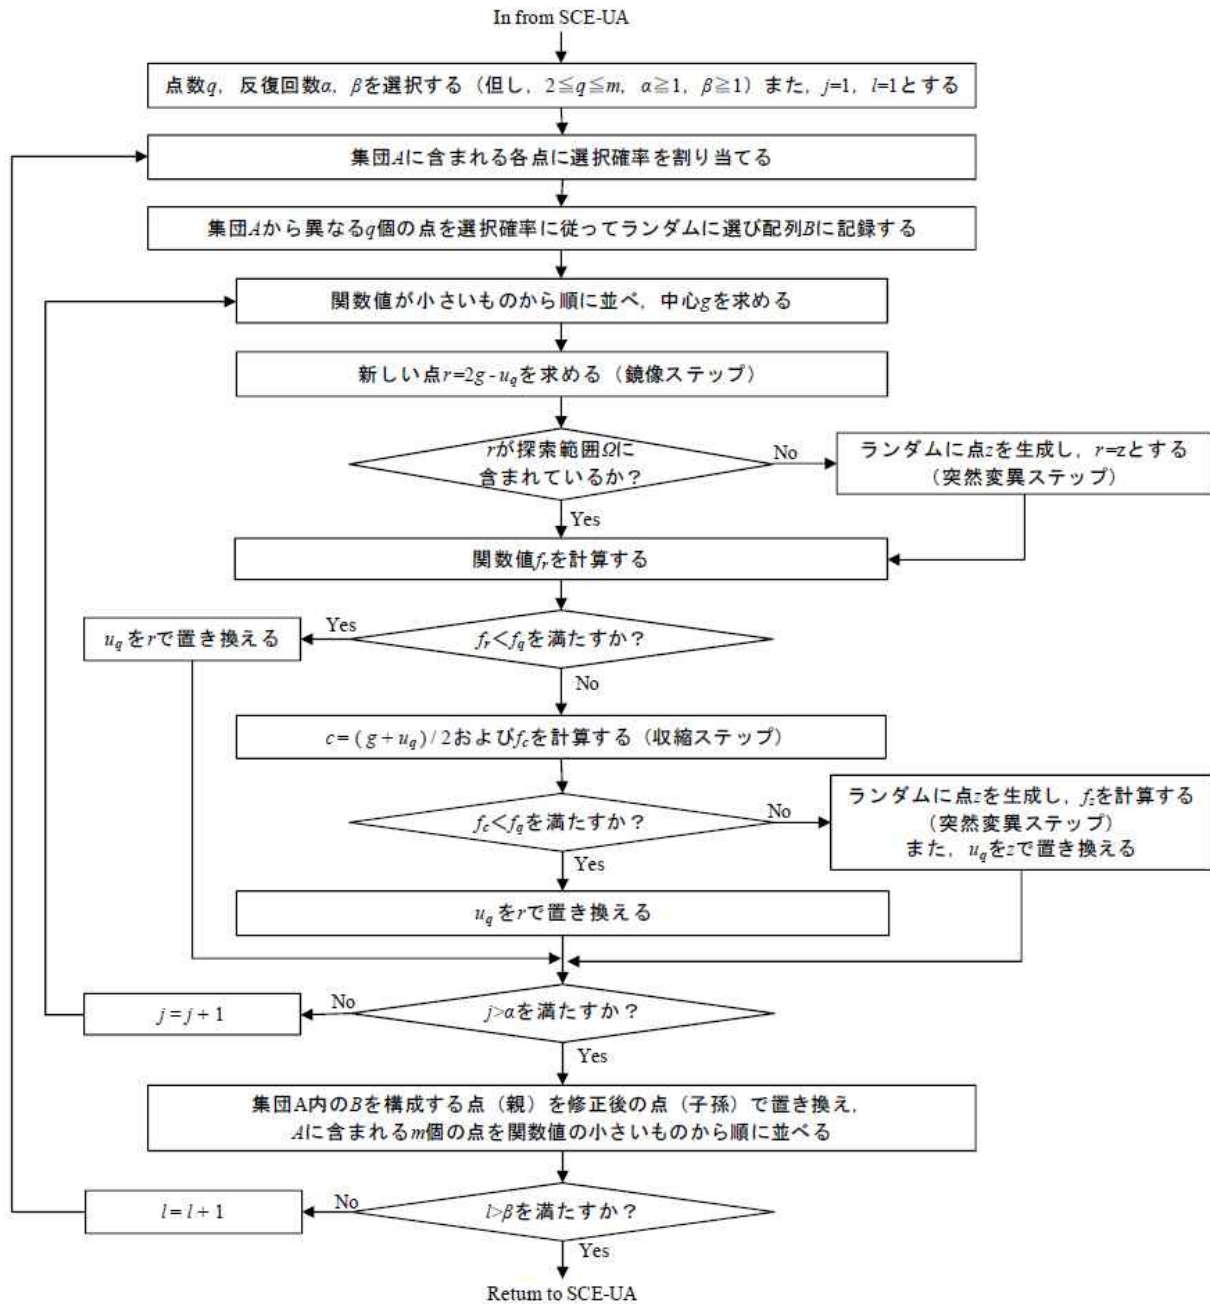 In from SCE-UA
点数q，反復回数α，βを選択する（但し，2≦q≦m，α≧1，β≧1）また，j=1，l=1とする
集団Aに含まれる各点に選択確率を割り当てる
集団Aから異なるq個の点を選択確率に従ってランダムに選び配列Bに記録する
関数値が小さいものから順に並べ，中心gを求める
新しい点r=2g-uqを求める（鏡像ステップ）
rが探索範囲Ωに
含まれているか？
No
ランダムに点zを生成し，r=zとする
（突然変異ステップ）
Yes
関数値frを計算する
uqをrで置き換える
Yes
fr<fqを満たすか？
No
c=(g+uq)/2およびfcを計算する（収縮ステップ）
fc<fqを満たすか？
No
ランダムに点zを生成し，fzを計算する
（突然変異ステップ）
また，uqをzで置き換える
Yes
uqをrで置き換える
j=j+1
No
j>αを満たすか？
Yes
集団A内のBを構成する点（親）を修正後の点（子孫）で置き換え，
Aに含まれるm個の点を関数値の小さいものから順に並べる
l=l+1
No
l>βを満たすか？
Yes
Return to SCE-UA